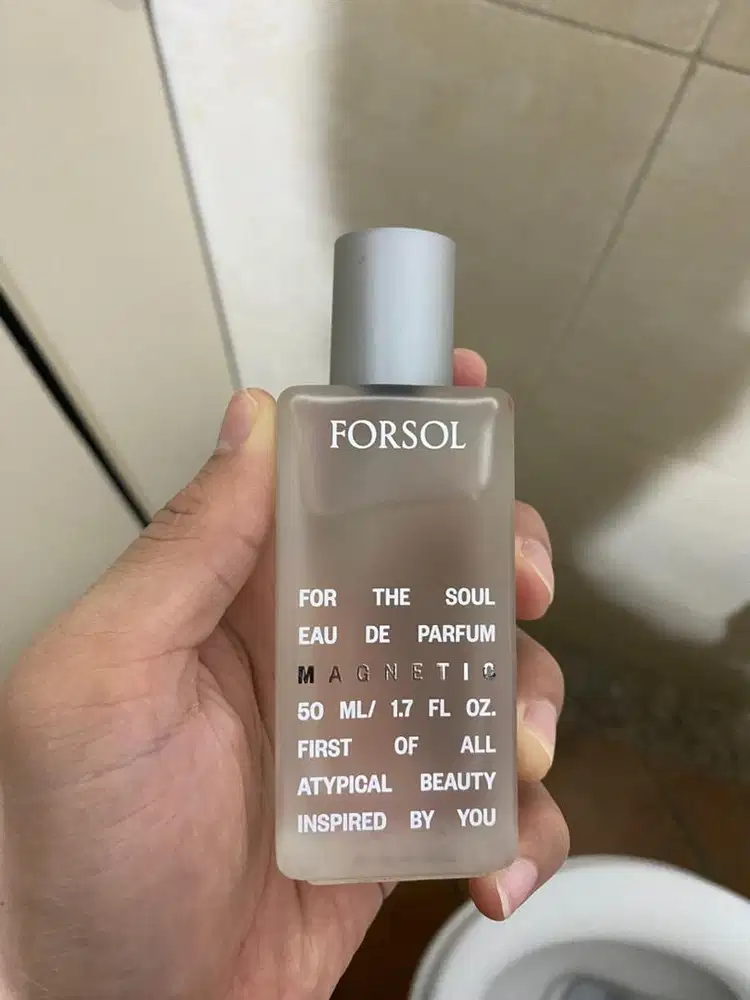 FORSOL
FOR THE SOUL
EAU DE PARFUM
MAGNETIC
50 ML/ 1.7 FL OZ.
FIRST OF ALL
ATYPICAL BEAUTY
INSPIRED BY YOU